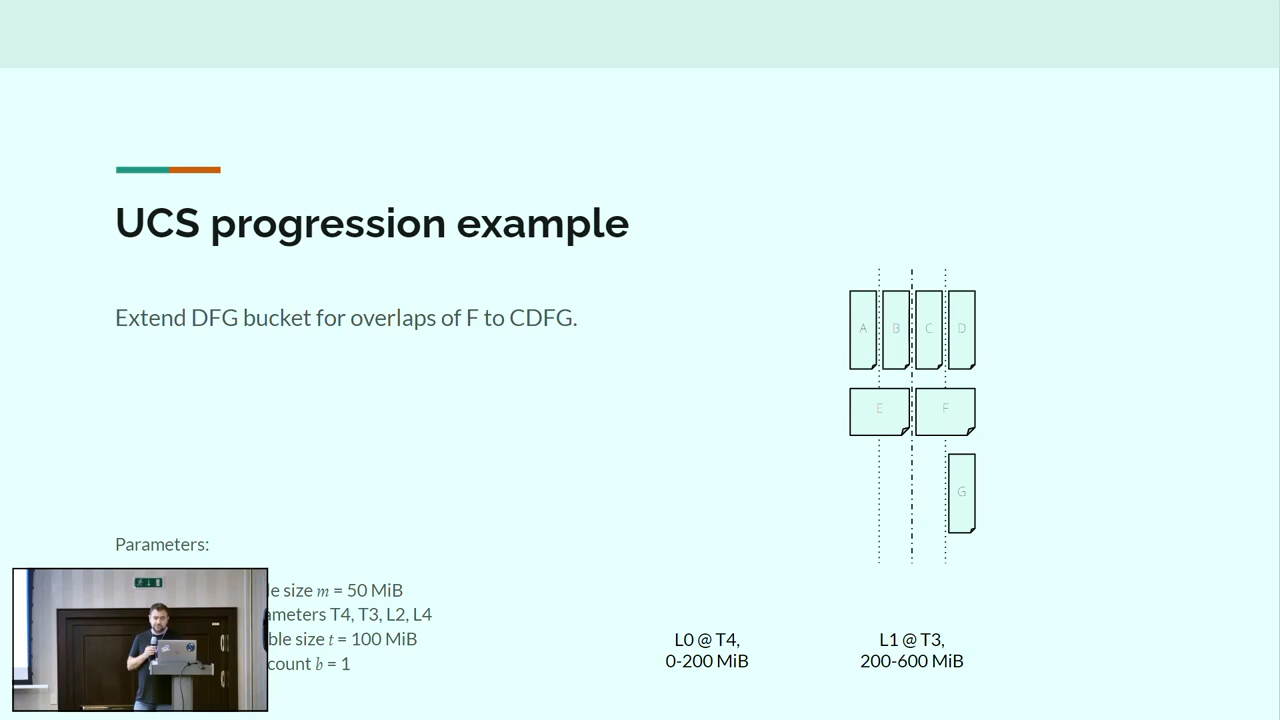 UCS progression example
Extend DFG bucket for overlaps of F to CDFG.
A B C D
E F
G
Parameters:
le size m = 50 MiB
ameters T4, T3, L2, L4
ble size t = 100 MiB
count b = 1
L0 @ T4,
0-200 MiB
L1 @ T3,
200-600 MiB